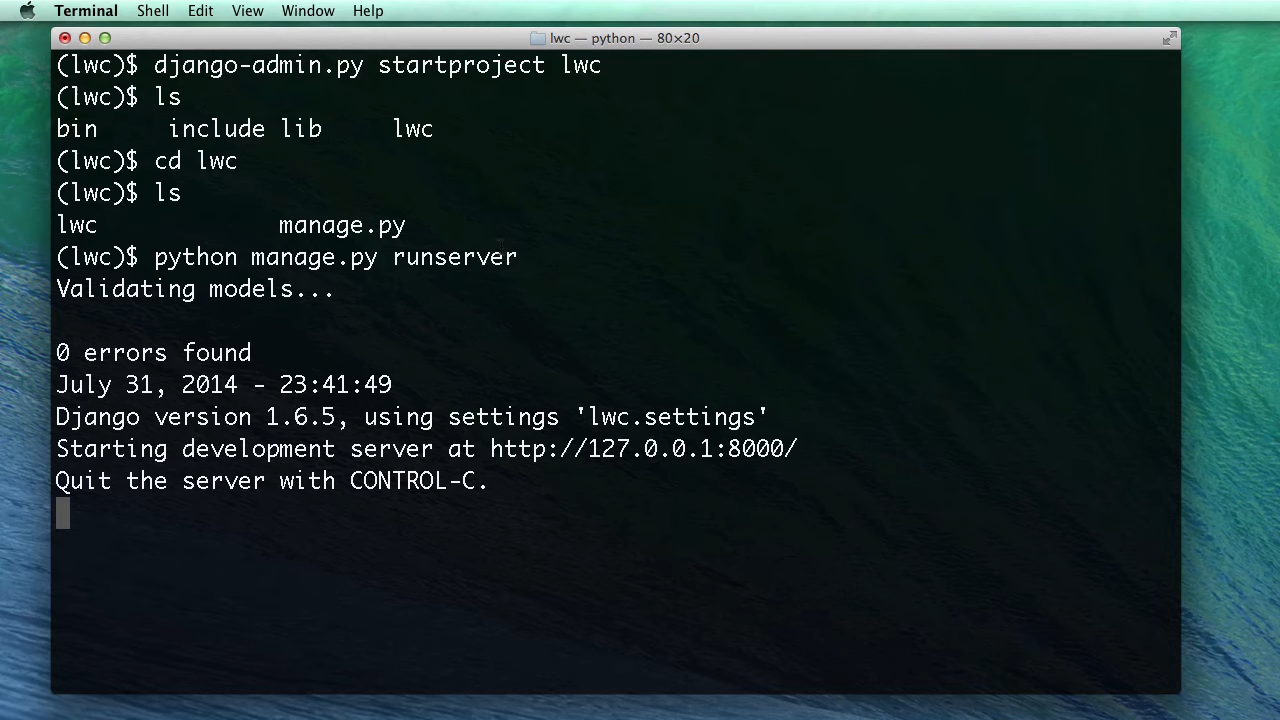 Terminal Shell Edit View Window Help
lwc — python — 80×20
(lwc)$ django-admin.py startproject lwc
(lwc)$ ls
bin include lib lwc
(lwc)$ cd lwc
(lwc)$ ls
lwc manage.py
(lwc)$ python manage.py runserver
Validating models...
0 errors found
July 31, 2014 - 23:41:49
Django version 1.6.5, using settings 'lwc.settings'
Starting development server at http://127.0.0.1:8000/
Quit the server with CONTROL-C.